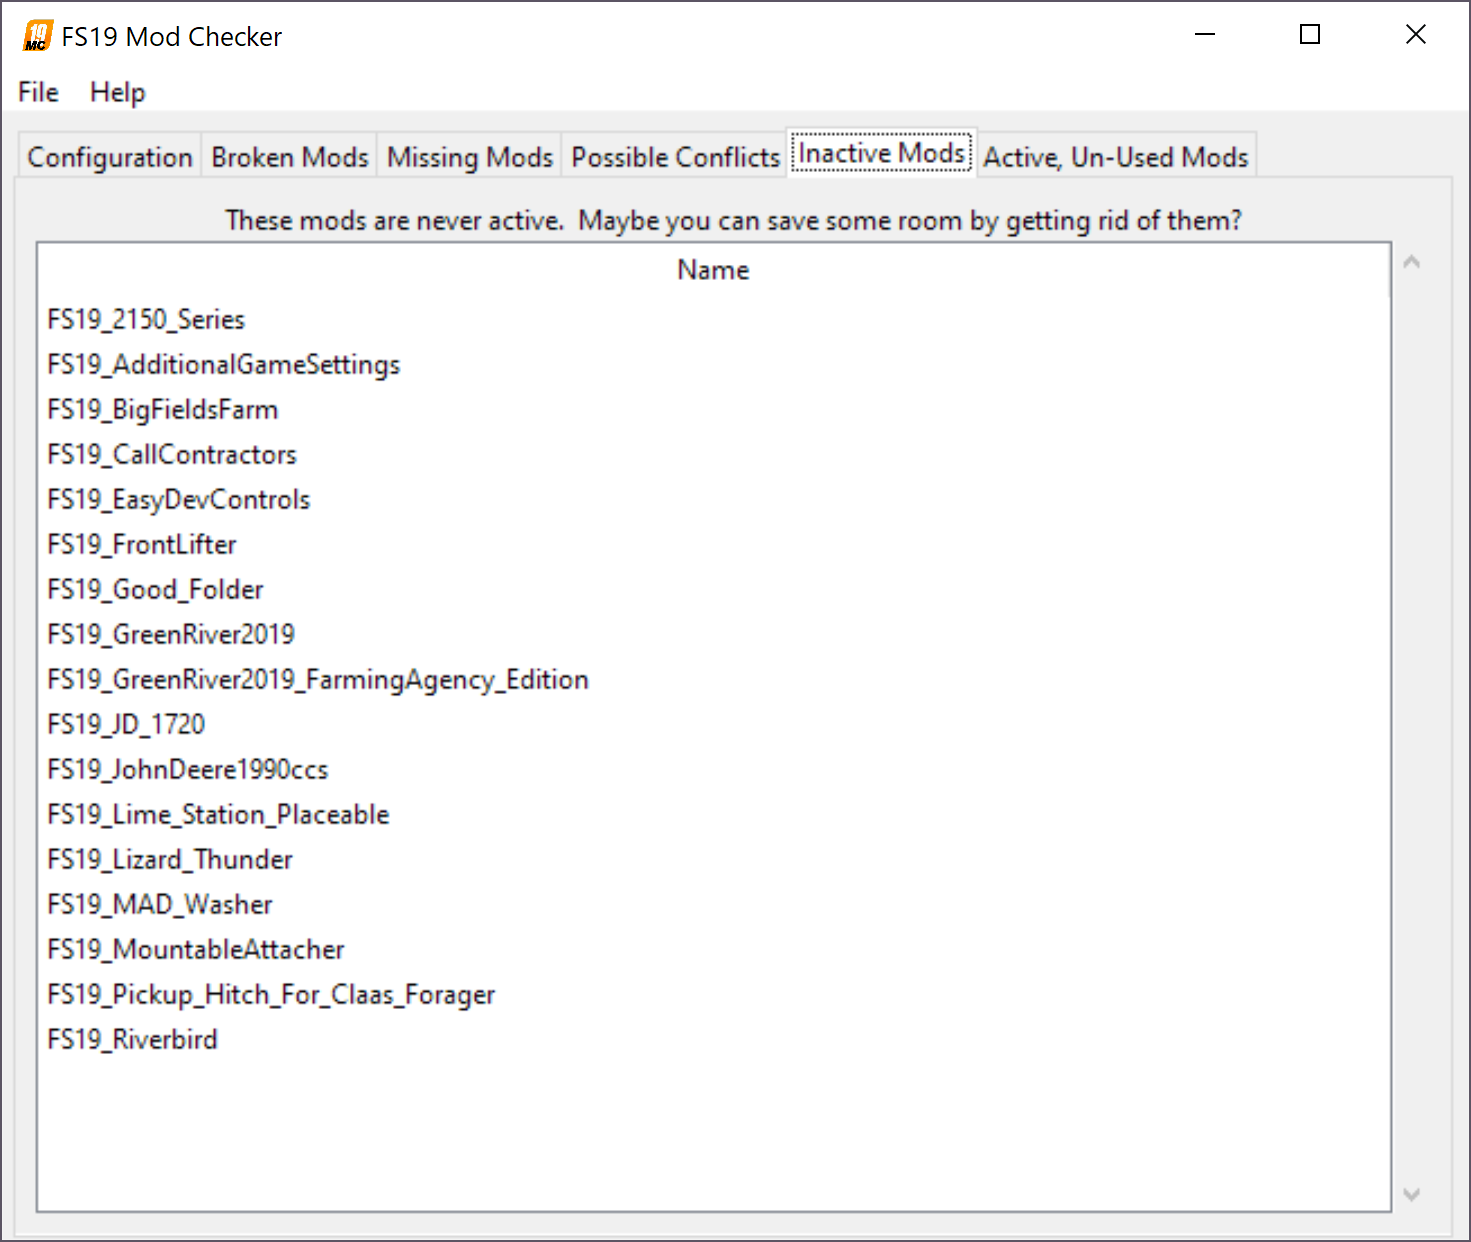 19
MC
FS19 Mod Checker
File Help
Configuration Broken Mods Missing Mods Possible Conflicts Inactive Mods Active, Un-Used Mods
These mods are never active.  Maybe you can save some room by getting rid of them?
Name
FS19_2150_Series
FS19_AdditionalGameSettings
FS19_BigFieldsFarm
FS19_CallContractors
FS19_EasyDevControls
FS19_FrontLifter
FS19_Good_Folder
FS19_GreenRiver2019
FS19_GreenRiver2019_FarmingAgency_Edition
FS19_JD_1720
FS19_JohnDeere1990ccs
FS19_Lime_Station_Placeable
FS19_Lizard_Thunder
FS19_MAD_Washer
FS19_MountableAttacher
FS19_Pickup_Hitch_For_Claas_Forager
FS19_Riverbird